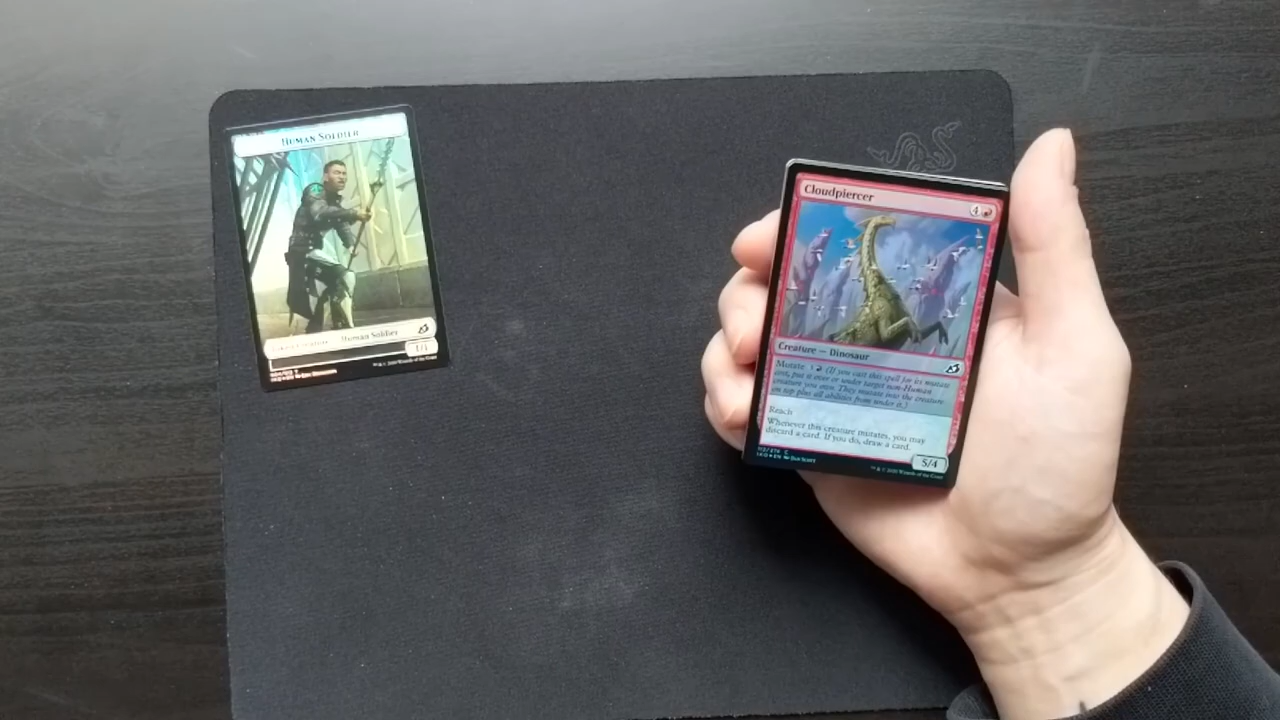 HUMAN SOLDIER
Human Soldier
1/1
Cloudpiercer
4
Creature — Dinosaur
Mutate (If you cast this spell for its mutate
cost, put it over or under target non-Human
creature you own. They mutate into the creature
on top plus all abilities from under it.)
Reach
Whenever this creature mutates, you may
discard a card. If you do, draw a card.
5/4